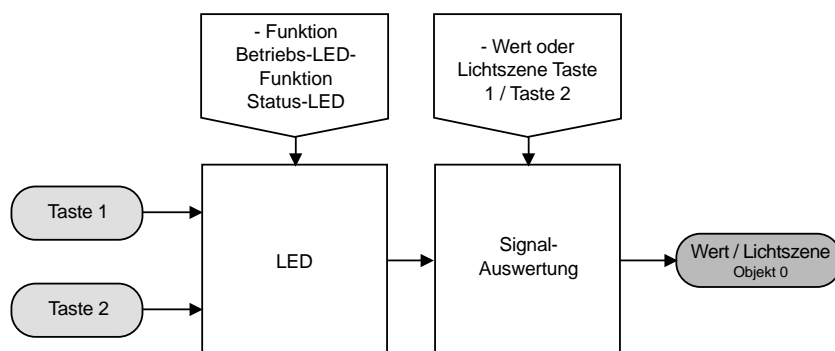 - Funktion
Betriebs-LED-
Funktion
Status-LED
- Wert oder
Lichtszene Taste
1 / Taste 2
Taste 1
LED
Signal-
Auswertung
Wert / Lichtszene
Objekt 0
Taste 2